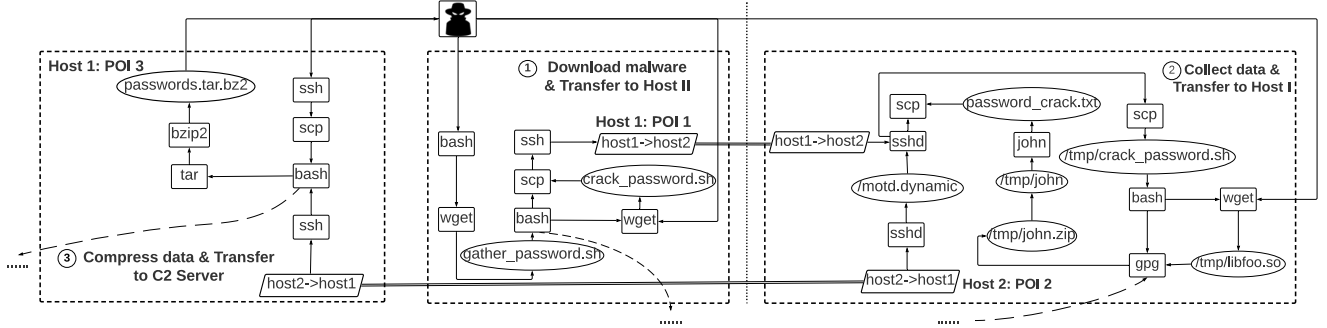 Host 1: POI 3
passwords.tar.bz2
bzip2
tar
ssh
scp
bash
ssh
3 Compress data & Transfer
to C2 Server
......
host2->host1
1 Download malware
& Transfer to Host II
Host 1: POI 1
bash
wget
ssh
scp
bash
host1->host2
crack_password.sh
wget
gather_password.sh
......
2 Collect data &
Transfer to Host I
host1->host2
scp
sshd
/motd.dynamic
sshd
host2->host1
Host 2: POI 2
password_crack.txt
john
/tmp/john
/tmp/john.zip
scp
/tmp/crack_password.sh
bash
wget
gpg
/tmp/libfoo.so
......